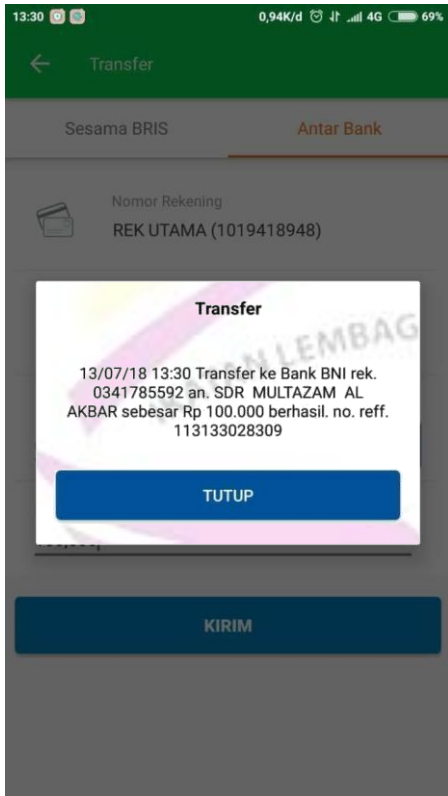 13:30 0,94K/d 4G 69%
Transfer
Sesama BRIS Antar Bank
Nomor Rekening
REK UTAMA (1019418948)
Transfer
LEMBAG
13/07/18 13:30 Transfer ke Bank BNI rek.
0341785592 an. SDR MULTAZAM AL
AKBAR sebesar Rp 100.000 berhasil. no. reff.
113133028309
TUTUP
KIRIM